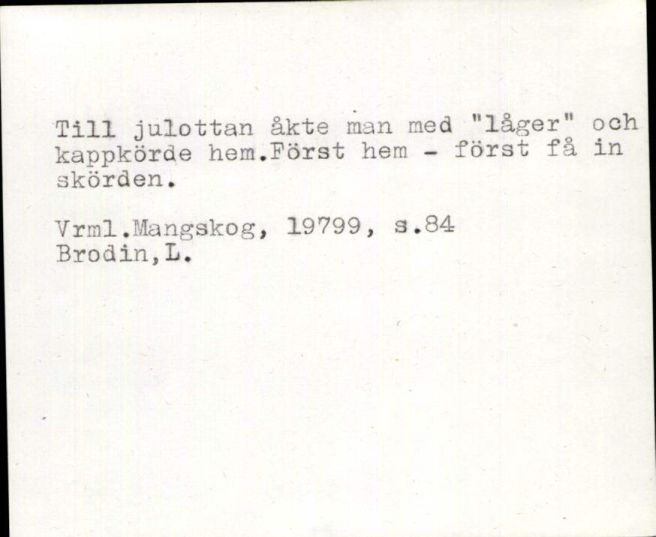 Till julottan åkte man med "låger" och
kappkörde hem.Först hem - först få in
skörden.
Vrml.Mangskog, 19799, s.84
Brodin,L.